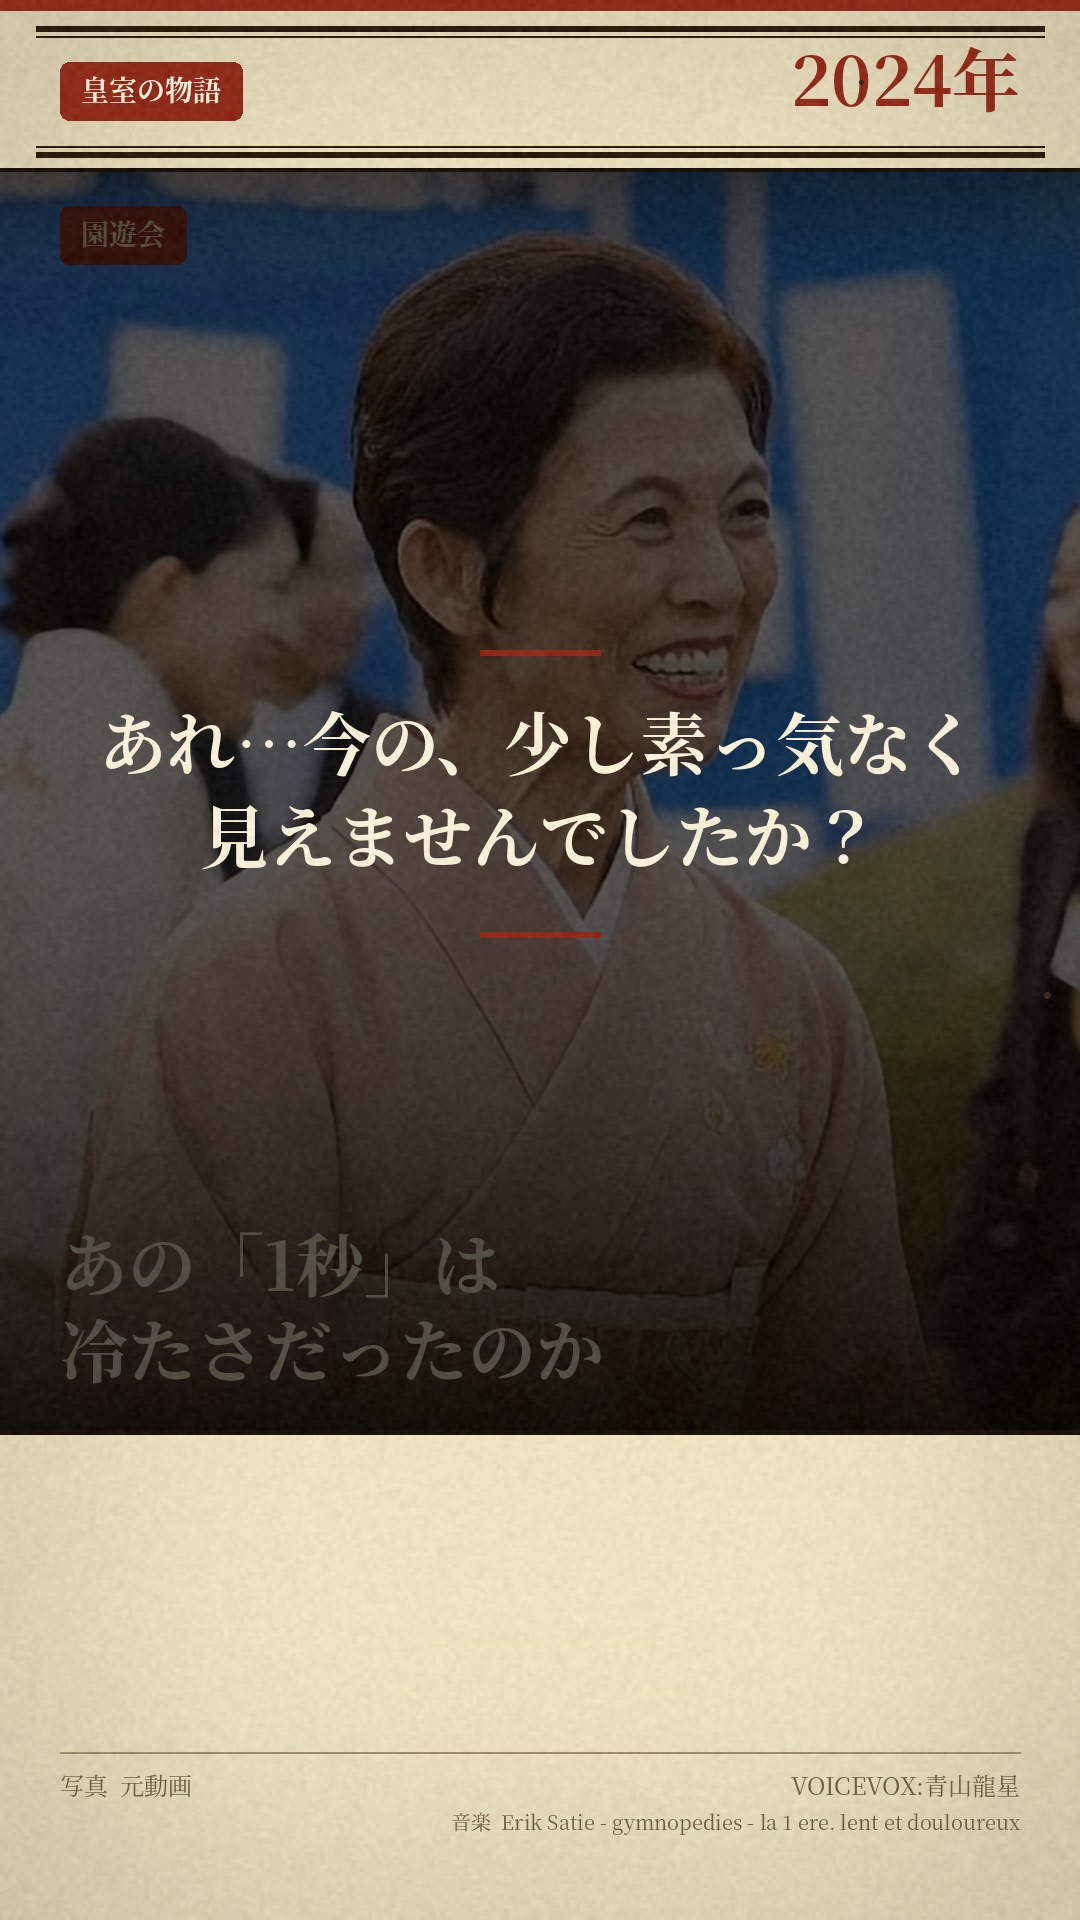 皇室の物語
2024年
園遊会
あれ…今の、少し素っ気なく
見えませんでしたか？
あの「1秒」は
冷たさだったのか
写真 元動画
VOICEVOX:青山龍星
音楽 Erik Satie - gymnopedies - la 1 ere. lent et douloureux